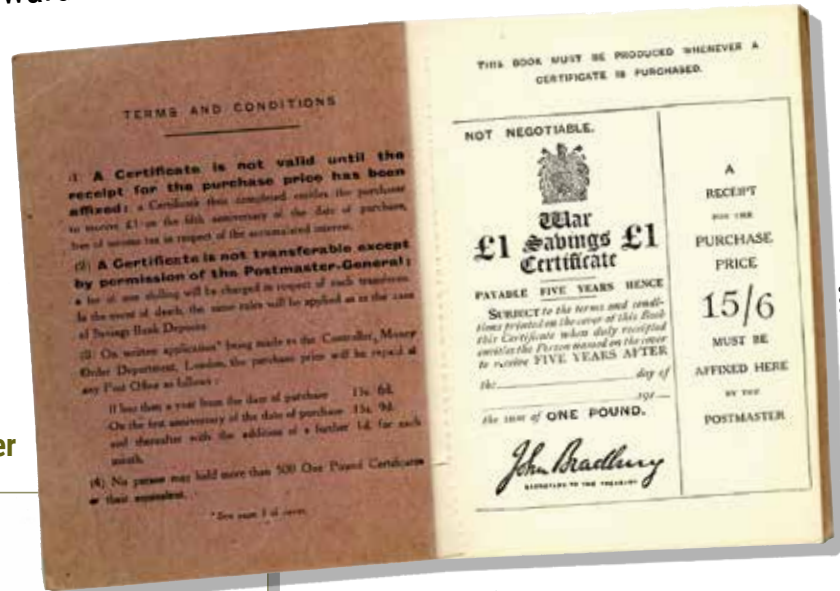 TERMS AND CONDITIONS
(1) A Certificate is not valid until the
receipt for the purchase price has been
affixed: a Certificate thus completed entitles the purchaser
to receive £1 on the fifth anniversary of the date of purchase,
free of income tax in respect of the accumulated interest.
(2) A Certificate is not transferable except
by permission of the Postmaster-General;
a fee of one shilling will be charged in respect of each transferee.
In the event of death, the same rules will be applied as in the case
of Savings Bank Deposits.
(3) On written application* being made to the Controller, Money
Order Department, London, the purchase price will be repaid at
any Post Office as follows:
If less than a year from the date of purchase 15s. 6d.
On the first anniversary of the date of purchase 15s. 9d.
and thereafter with the addition of a further 1d. for each
month.
(4) No person may hold more than 500 One Pound Certificates
or their equivalent.
*See page 3 of cover.
THIS BOOK MUST BE PRODUCED WHENEVER A
CERTIFICATE IS PURCHASED.
NOT NEGOTIABLE.
War
£1 Savings £1
Certificate
PAYABLE FIVE YEARS HENCE
SUBJECT to the terms and condi-
tions printed on the cover of this Book
this Certificate when duly receipted
entitles the Person named on the cover
to receive FIVE YEARS AFTER
the day of
191
the sum of ONE POUND.
John Bradbury
SECRETARY TO THE TREASURY
A
RECEIPT
FOR THE
PURCHASE
PRICE
15/6
MUST BE
AFFIXED HERE
BY THE
POSTMASTER
er